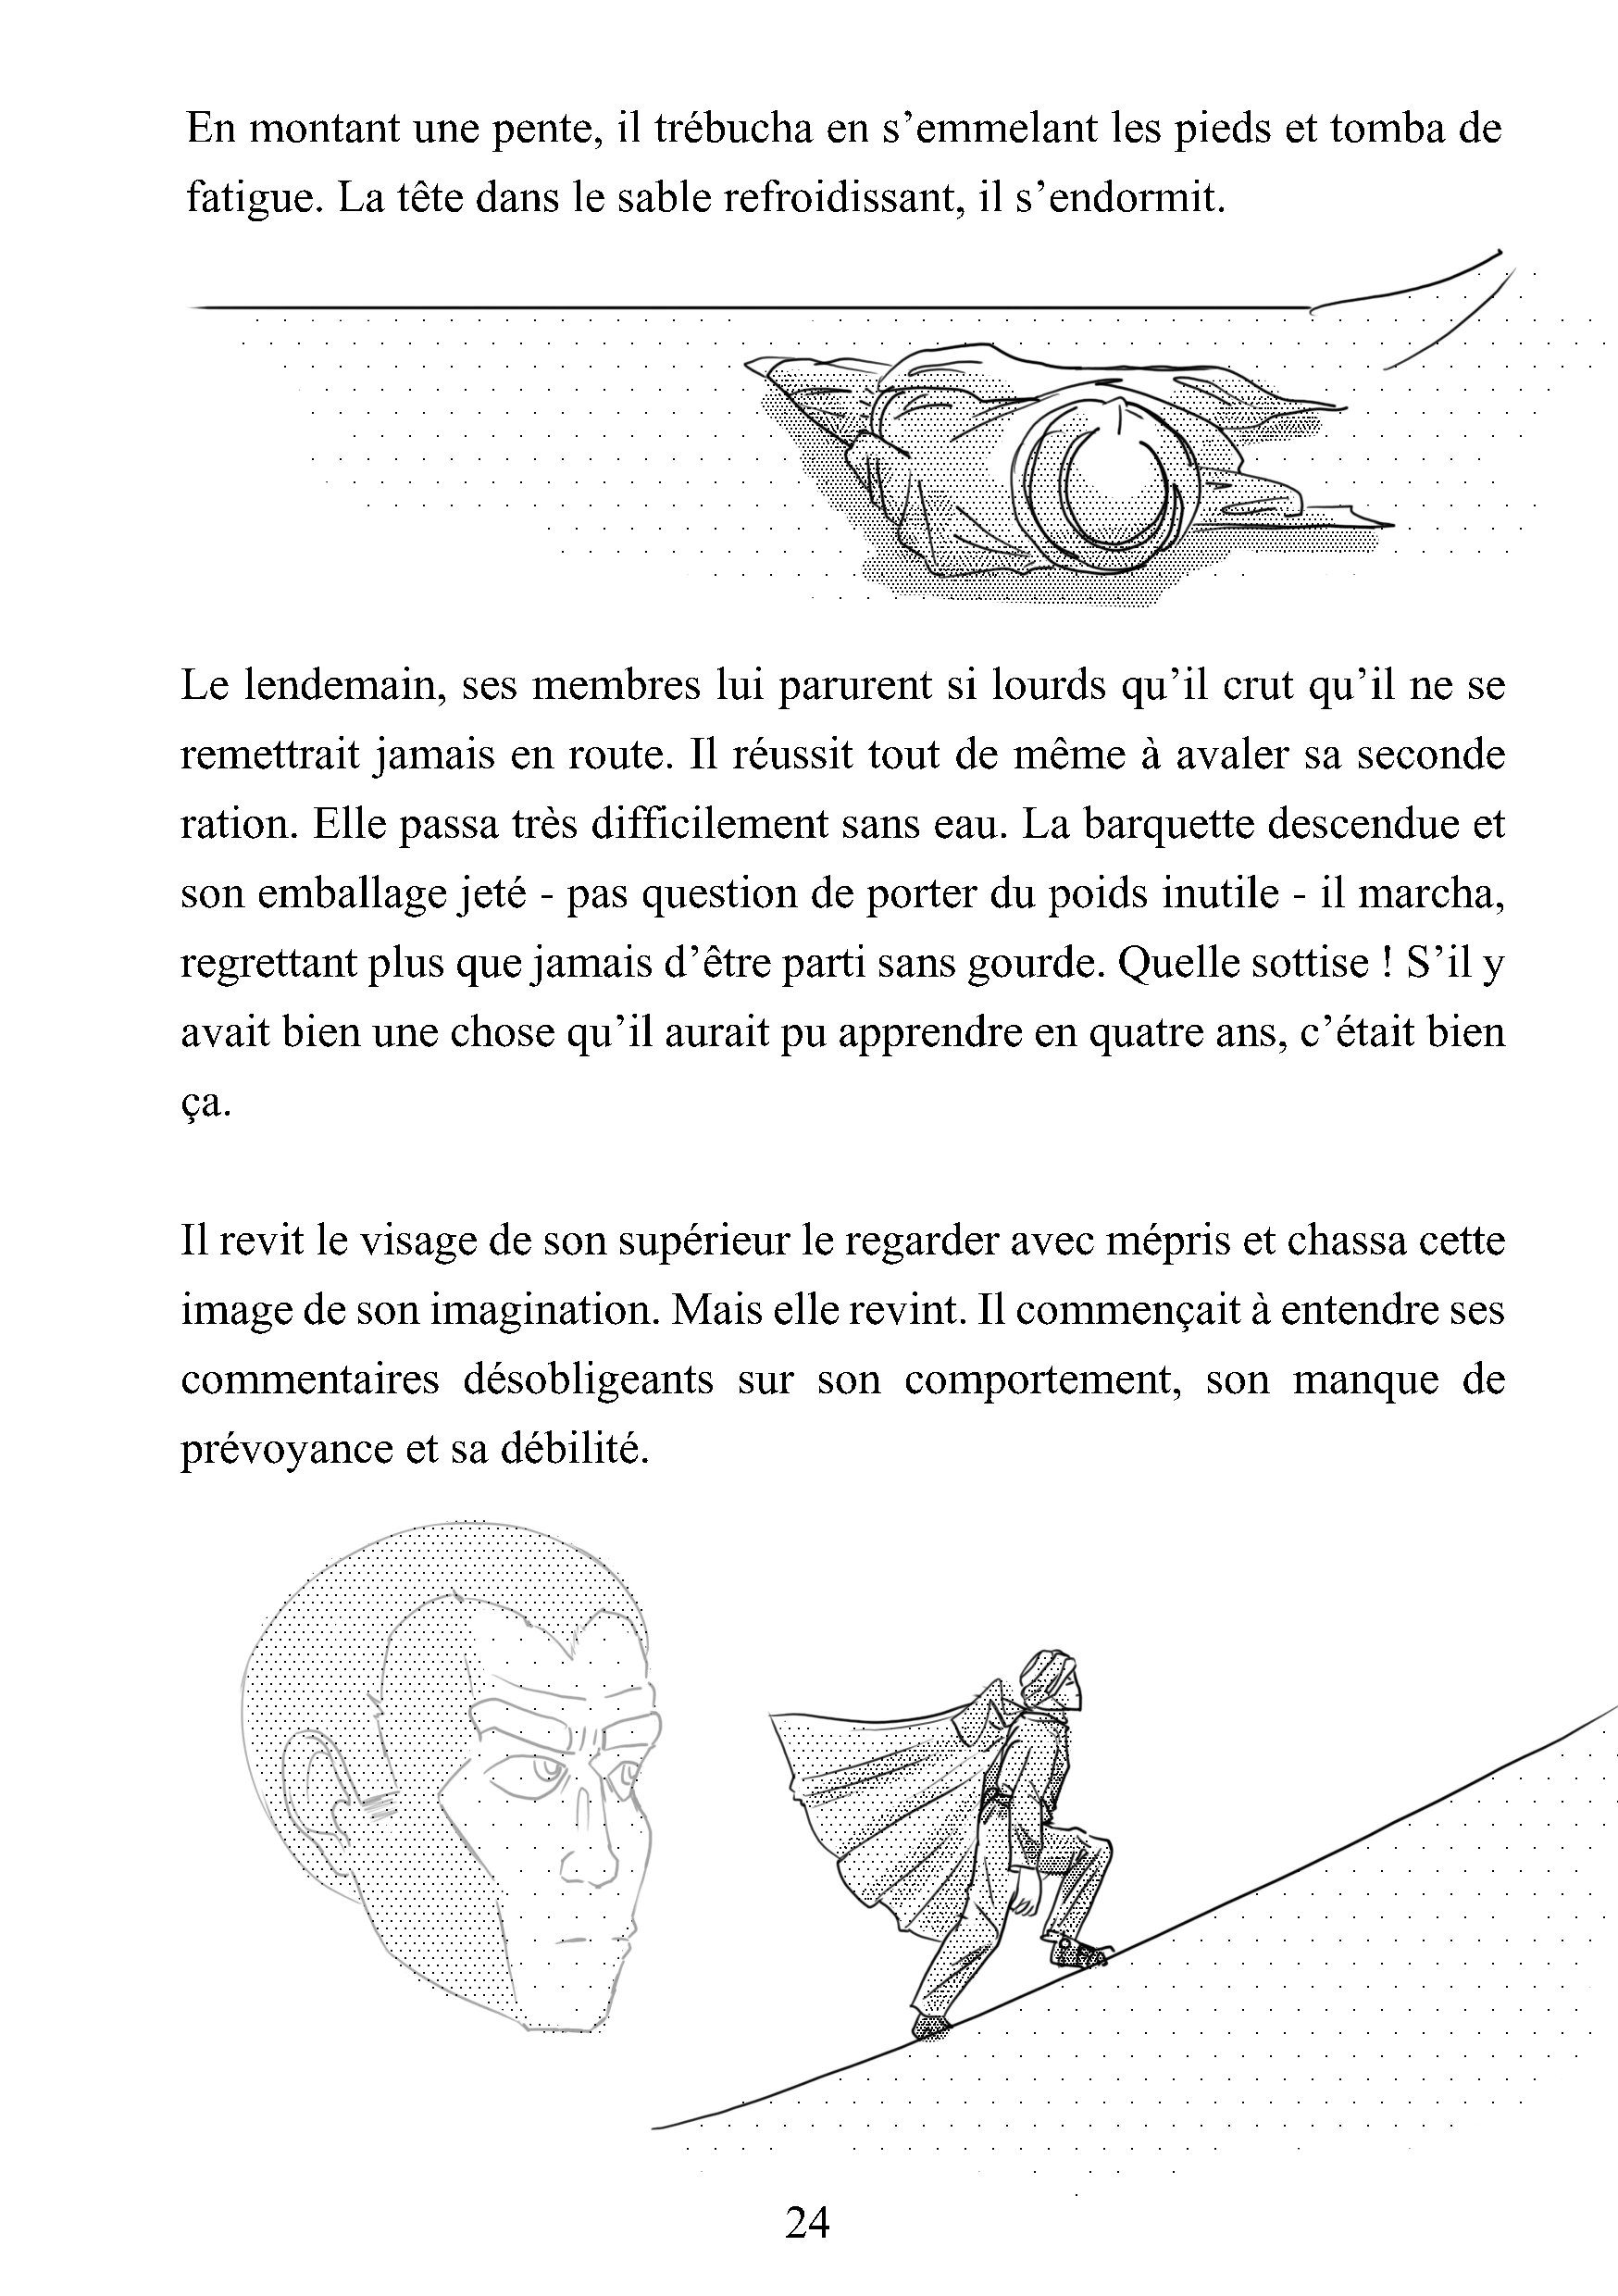 En montant une pente, il trébucha en s’emmelant les pieds et tomba de
fatigue. La tête dans le sable refroidissant, il s’endormit.
Le lendemain, ses membres lui parurent si lourds qu’il crut qu’il ne se
remettrait jamais en route. Il réussit tout de même à avaler sa seconde
ration. Elle passa très difficilement sans eau. La barquette descendue et
son emballage jeté - pas question de porter du poids inutile - il marcha,
regrettant plus que jamais d’être parti sans gourde. Quelle sottise ! S’il y
avait bien une chose qu’il aurait pu apprendre en quatre ans, c’était bien
ça.
Il revit le visage de son supérieur le regarder avec mépris et chassa cette
image de son imagination. Mais elle revint. Il commençait à entendre ses
commentaires désobligeants sur son comportement, son manque de
prévoyance et sa débilité.
24